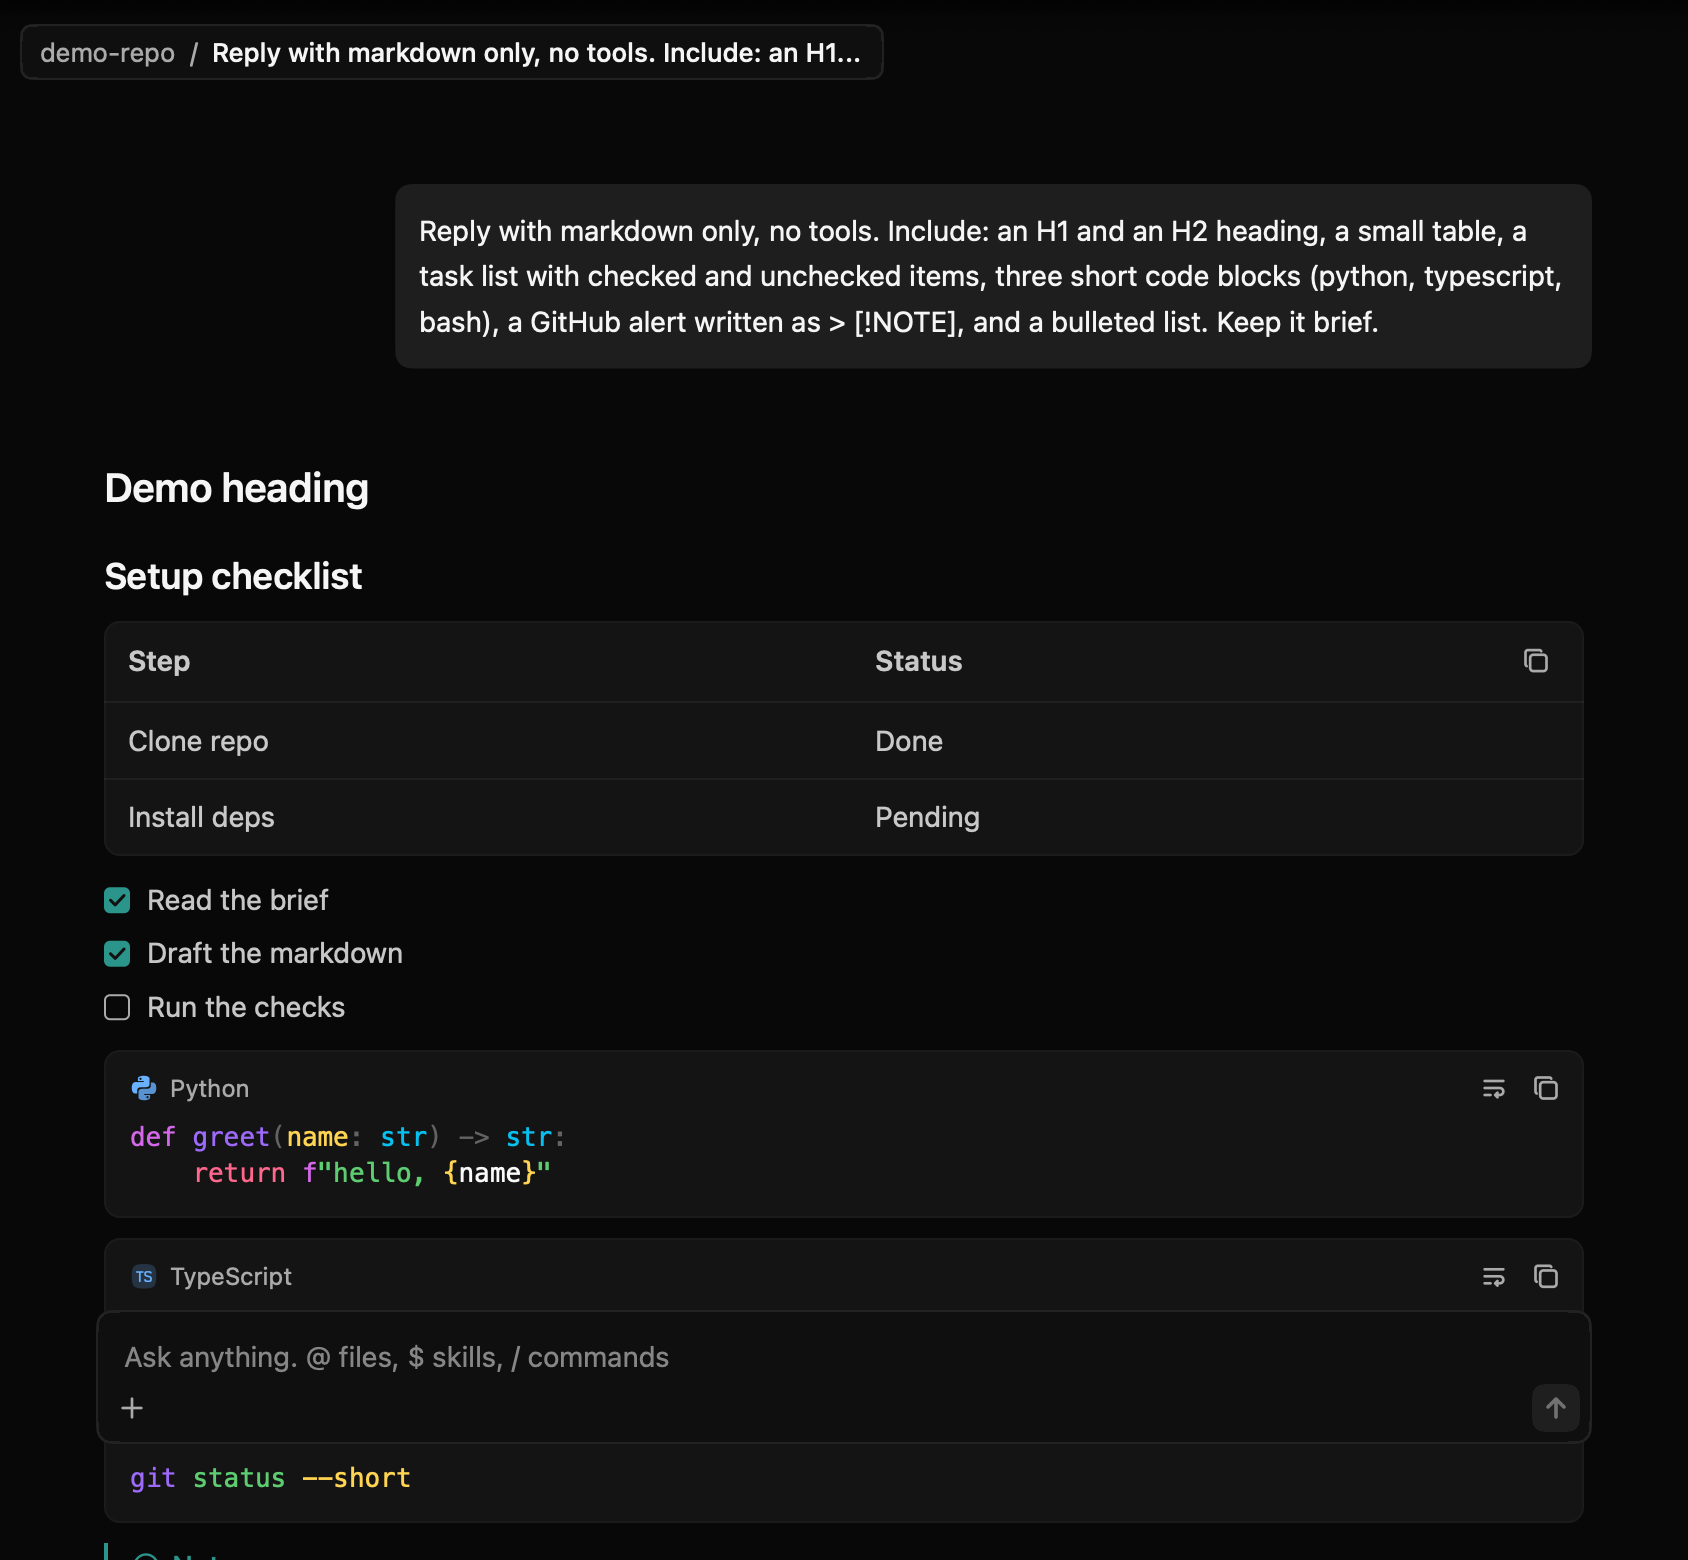 demo-repo / Reply with markdown only, no tools. Include: an H1...
Reply with markdown only, no tools. Include: an H1 and an H2 heading, a small table, a
task list with checked and unchecked items, three short code blocks (python, typescript,
bash), a GitHub alert written as > [!NOTE], and a bulleted list. Keep it brief.
Demo heading
Setup checklist
Step Status
Clone repo Done
Install deps Pending
Read the brief
Draft the markdown
Run the checks
Python
def greet(name: str) -> str:
    return f"hello, {name}"
TS TypeScript
Ask anything. @ files, $ skills, / commands
git status --short